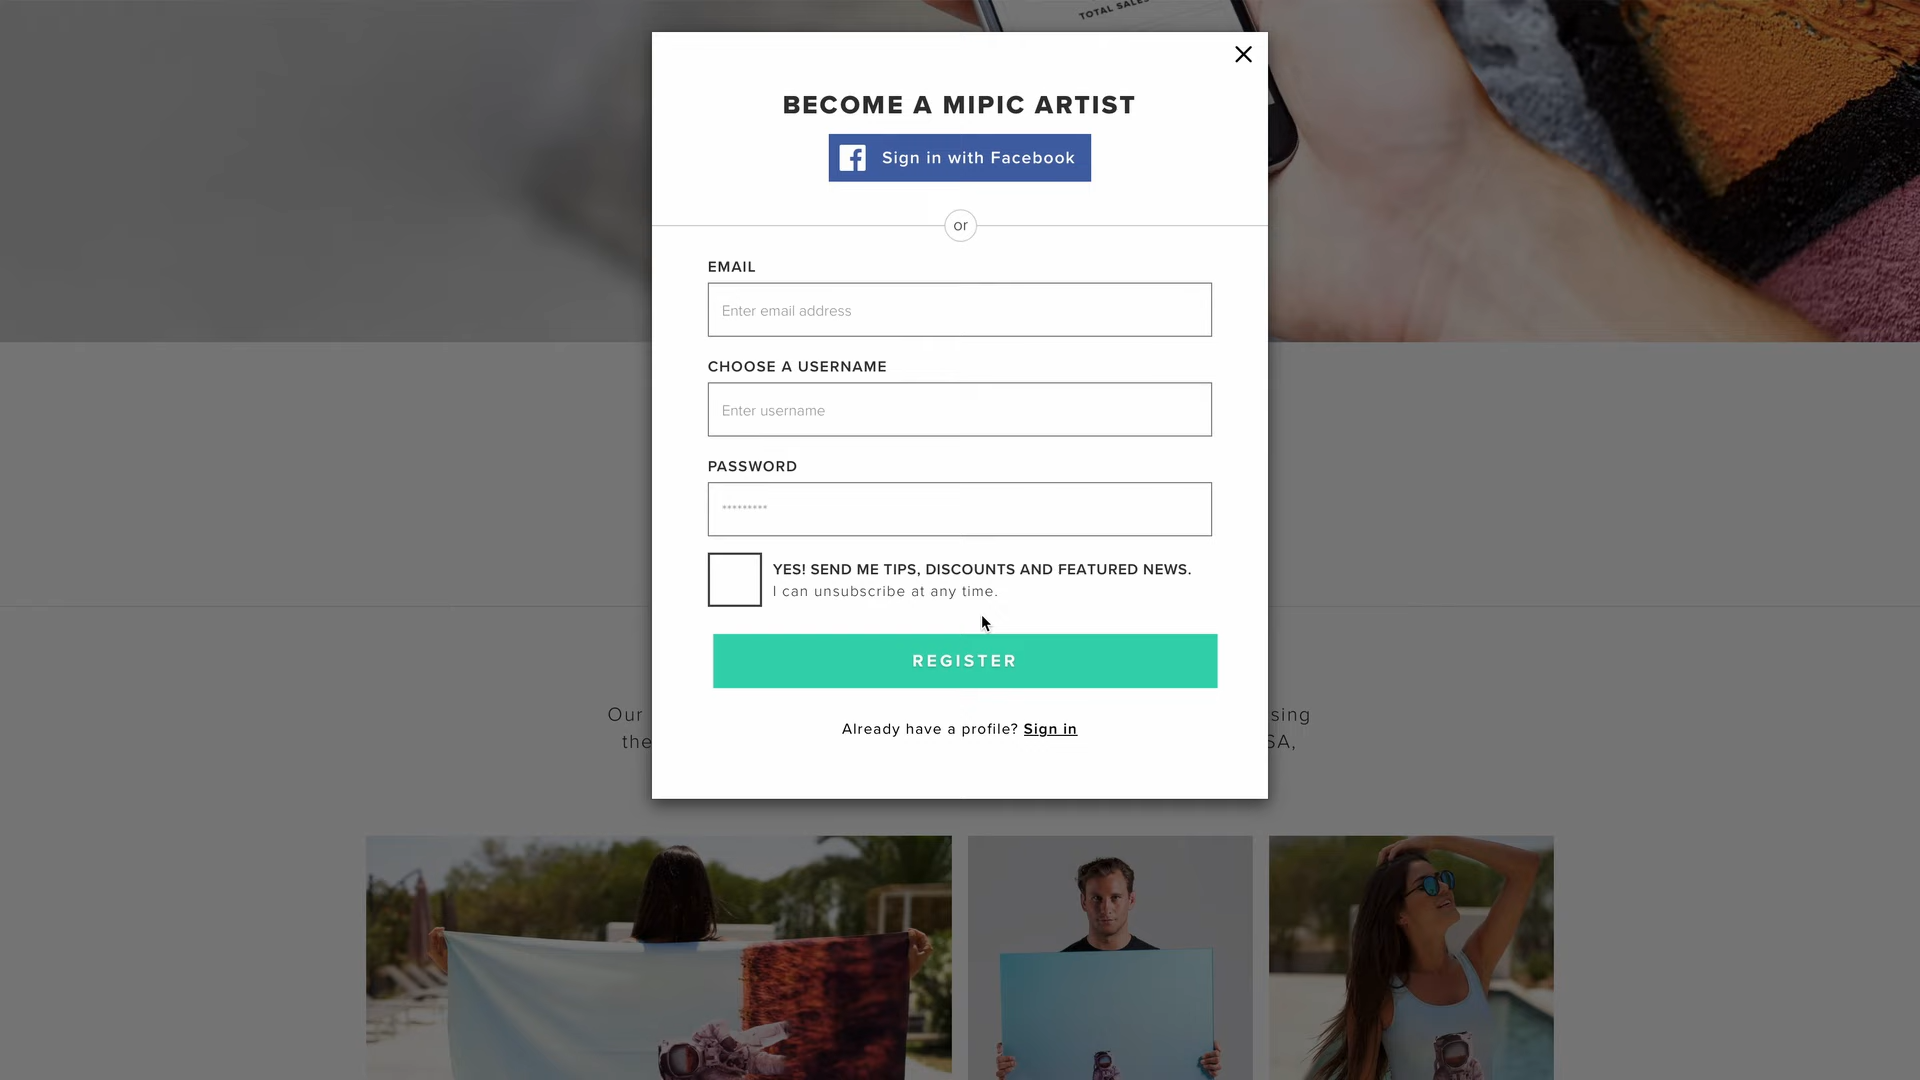 TOTAL SALES
BECOME A MIPIC ARTIST
Sign in with Facebook
or
EMAIL
Enter email address
CHOOSE A USERNAME
Enter username
PASSWORD
•••••••••
YES! SEND ME TIPS, DISCOUNTS AND FEATURED NEWS.
I can unsubscribe at any time.
REGISTER
Our
the
Already have a profile? Sign in